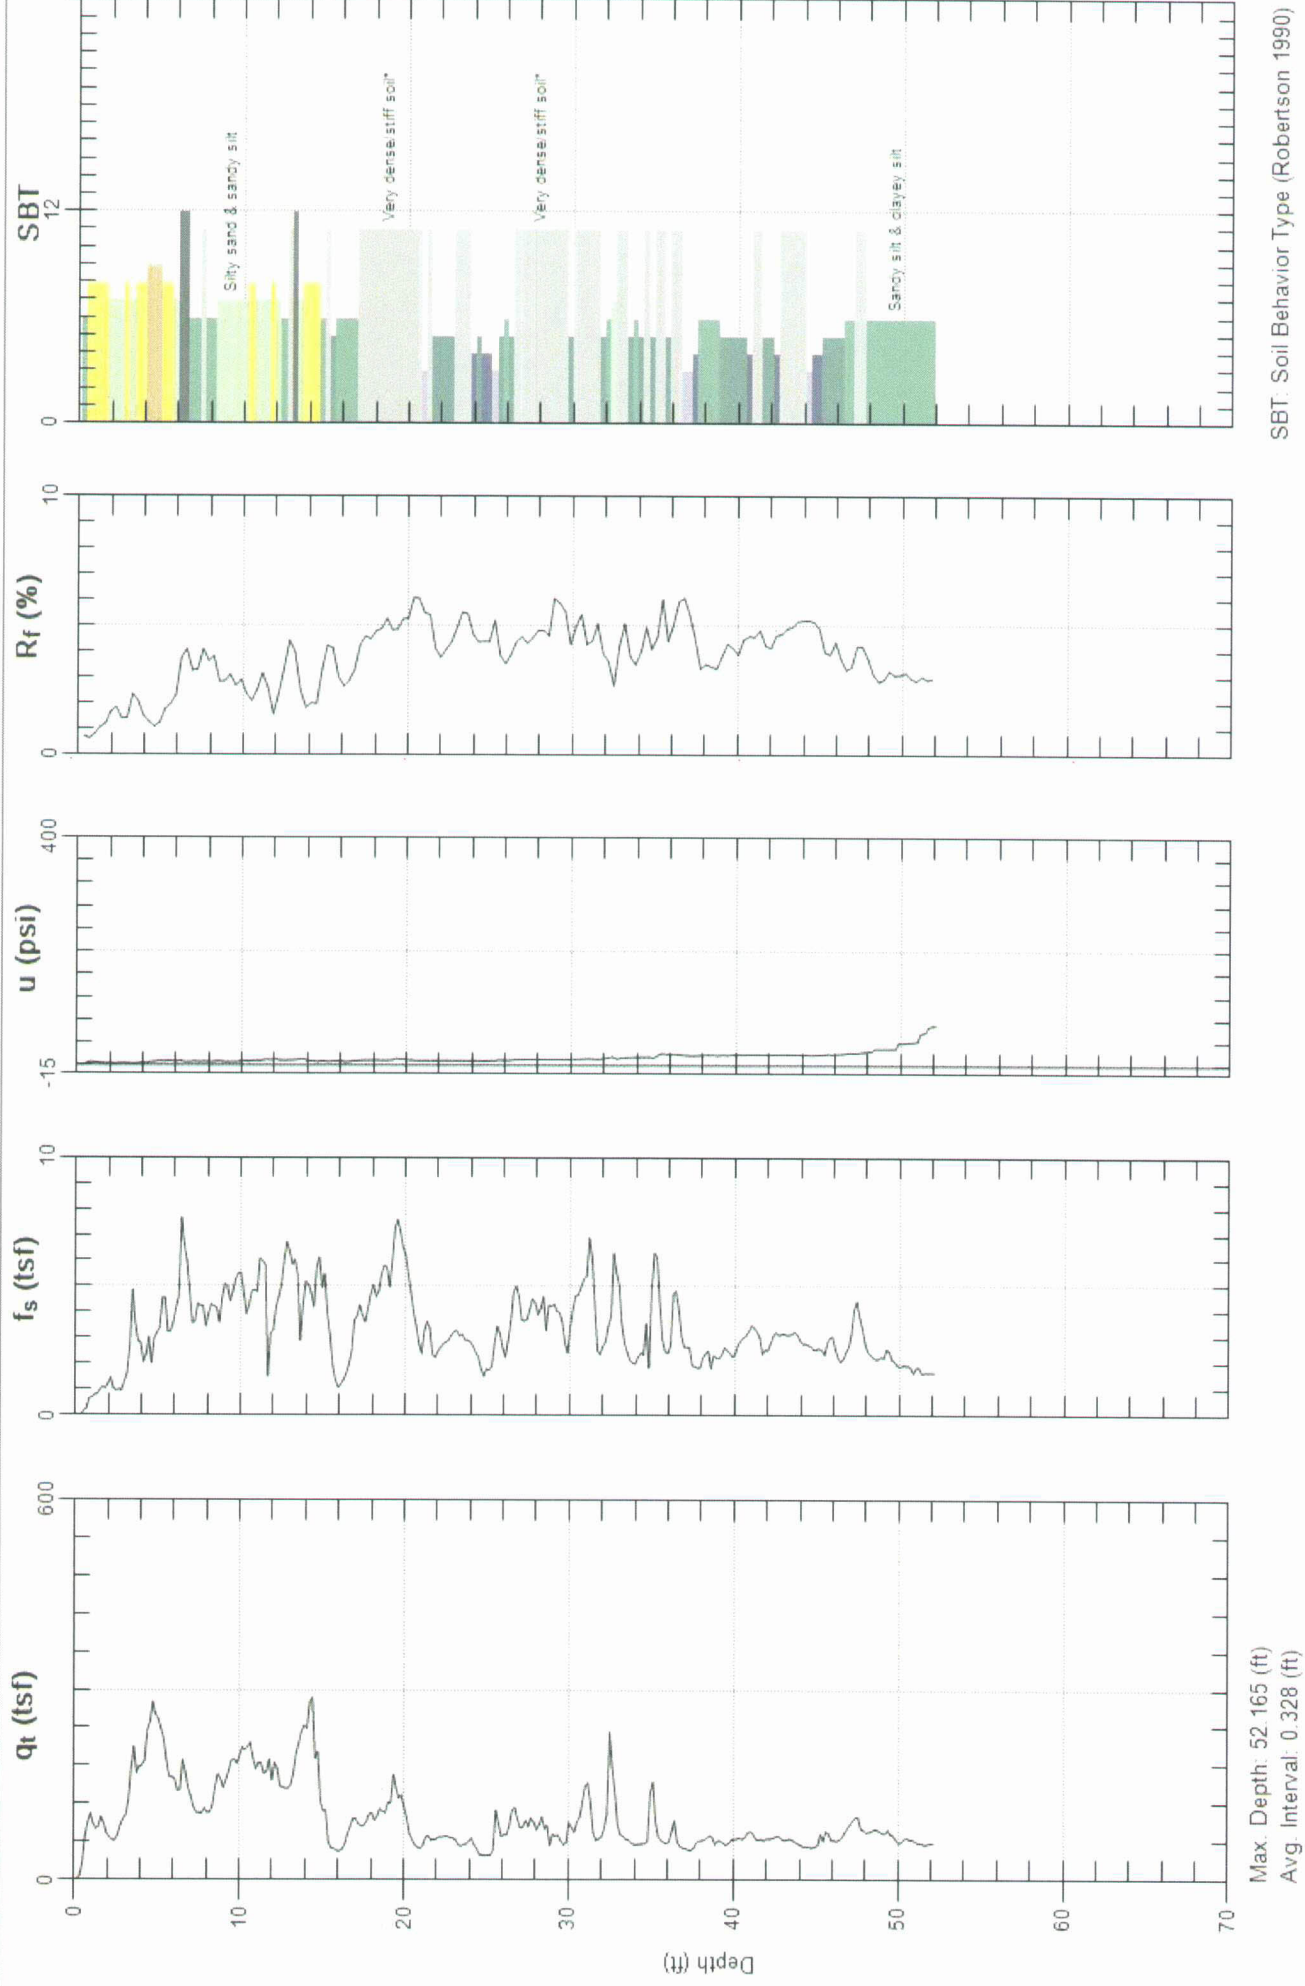 qt (tsf)
0
600
fs (tsf)
0
10
u (psi)
-15
400
Rf (%)
0
10
SBT
0
12
0
10
20
30
40
50
60
70
Depth (ft)
Silty sand & sandy silt
Very dense/stiff soil*
Very dense/stiff soil*
Sandy silt & clayey silt
Max. Depth: 52.165 (ft)
Avg. Interval: 0.328 (ft)
SBT: Soil Behavior Type (Robertson 1990)